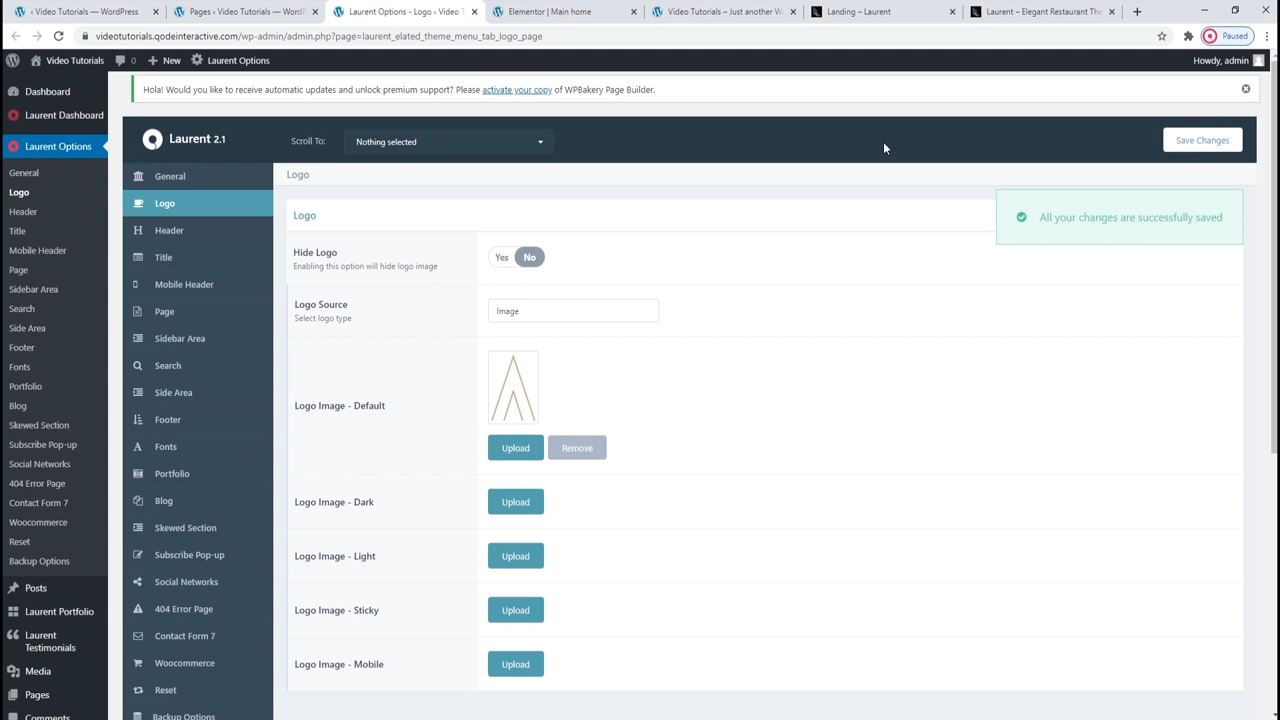 ‹ Video Tutorials — WordPress
Pages ‹ Video Tutorials — WordP
Laurent Options - Logo ‹ Video T
Elementor | Main home
Video Tutorials – Just another W
Landing – Laurent
Laurent – Elegant Restaurant The
videotutorials.qodeinteractive.com/wp-admin/admin.php?page=laurent_elated_theme_menu_tab_logo_page
Paused
Video Tutorials
0
New
Laurent Options
Howdy, admin
Dashboard
Laurent Dashboard
Laurent Options
General
Logo
Header
Title
Mobile Header
Page
Sidebar Area
Search
Side Area
Footer
Fonts
Portfolio
Blog
Skewed Section
Subscribe Pop-up
Social Networks
404 Error Page
Contact Form 7
Woocommerce
Reset
Backup Options
Posts
Laurent Portfolio
Laurent
Testimonials
Media
Pages
Comments
Hola! Would you like to receive automatic updates and unlock premium support? Please activate your copy of WPBakery Page Builder.
Laurent 2.1
Scroll To:
Nothing selected
Save Changes
General
Logo
Header
Title
Mobile Header
Page
Sidebar Area
Search
Side Area
Footer
Fonts
Portfolio
Blog
Skewed Section
Subscribe Pop-up
Social Networks
404 Error Page
Contact Form 7
Woocommerce
Reset
Backup Options
Logo
Logo
All your changes are successfully saved
Hide Logo
Enabling this option will hide logo image
Yes
No
Logo Source
Select logo type
Image
Logo Image - Default
Upload
Remove
Logo Image - Dark
Upload
Logo Image - Light
Upload
Logo Image - Sticky
Upload
Logo Image - Mobile
Upload